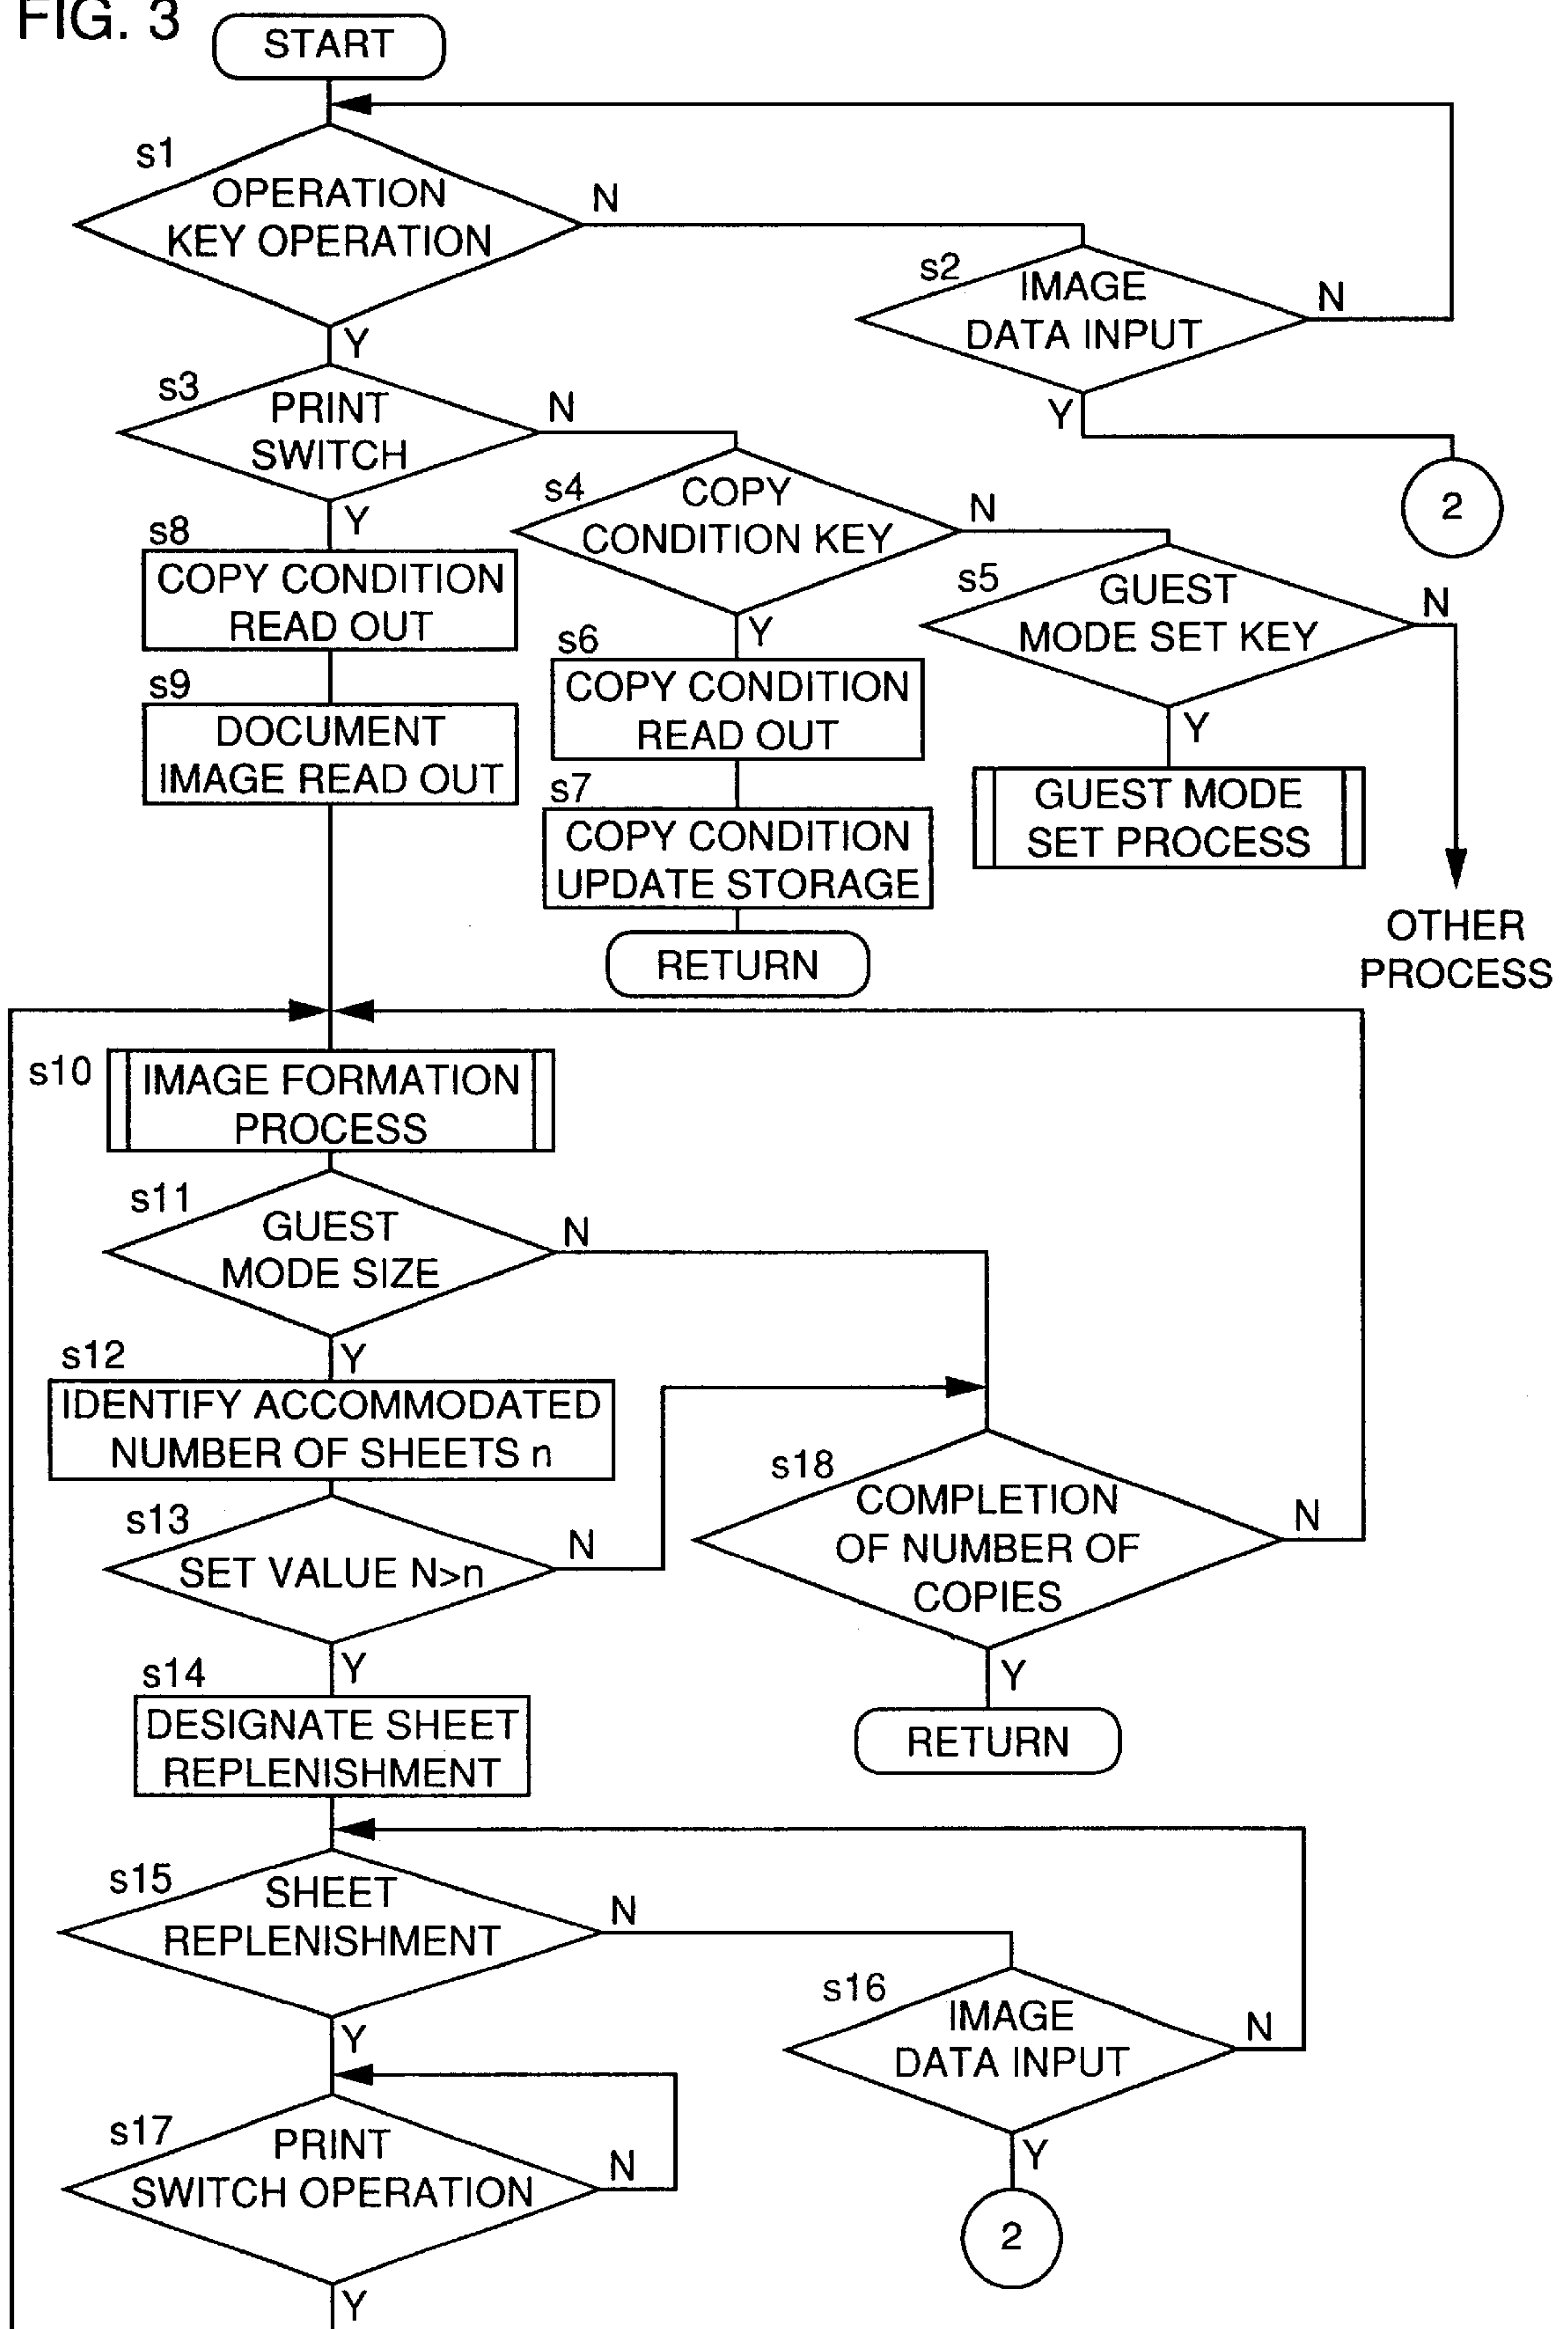 FIG. 3
START
s1
OPERATION
KEY OPERATION
N
Y
s2
IMAGE
DATA INPUT
N
Y
2
s3
PRINT
SWITCH
N
Y
s4
COPY
CONDITION KEY
N
Y
s5
GUEST
MODE SET KEY
N
Y
s8
COPY CONDITION
READ OUT
s6
COPY CONDITION
READ OUT
s9
DOCUMENT
IMAGE READ OUT
s7
COPY CONDITION
UPDATE STORAGE
GUEST MODE
SET PROCESS
RETURN
OTHER
PROCESS
s10
IMAGE FORMATION
PROCESS
s11
GUEST
MODE SIZE
N
Y
s12
IDENTIFY ACCOMMODATED
NUMBER OF SHEETS n
s13
SET VALUE N>n
N
Y
s18
COMPLETION
OF NUMBER OF
COPIES
N
Y
RETURN
s14
DESIGNATE SHEET
REPLENISHMENT
s15
SHEET
REPLENISHMENT
N
Y
s16
IMAGE
DATA INPUT
N
Y
2
s17
PRINT
SWITCH OPERATION
N
Y